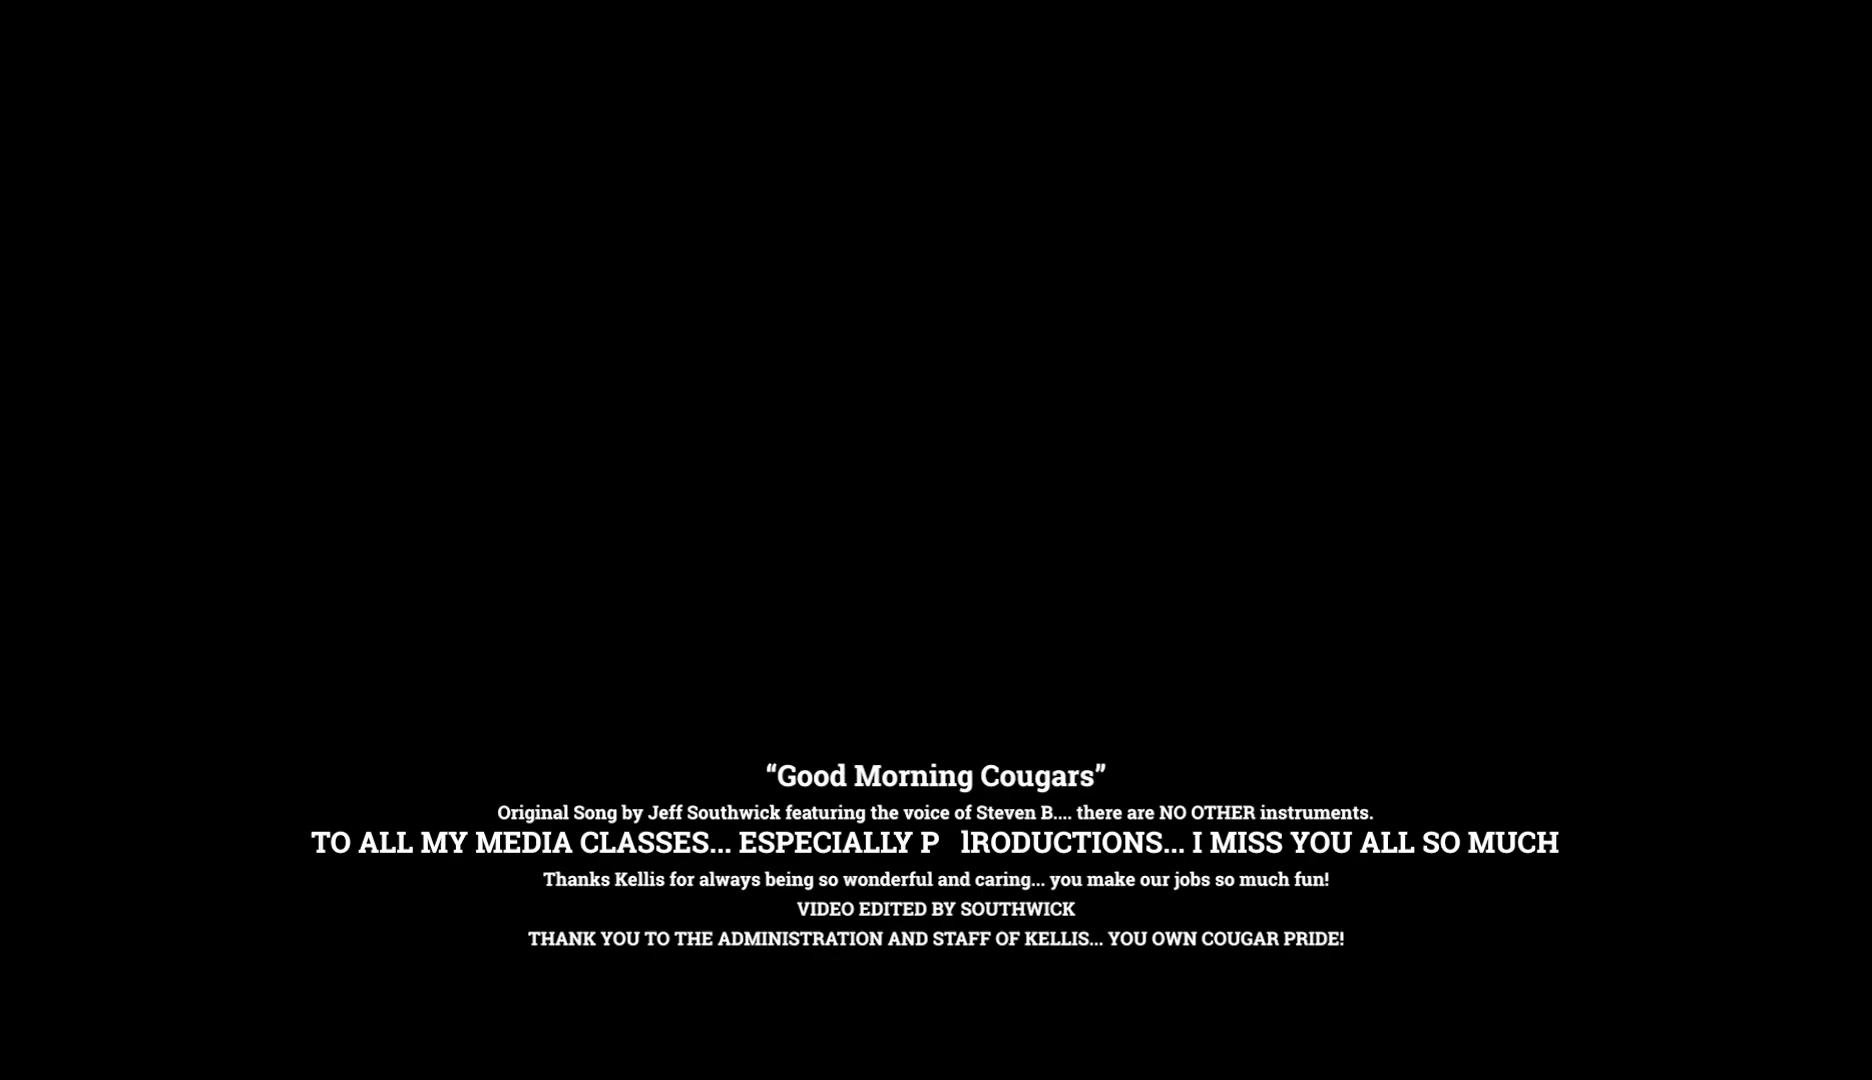 “Good Morning Cougars”
Original Song by Jeff Southwick featuring the voice of Steven B.... there are NO OTHER instruments.
TO ALL MY MEDIA CLASSES... ESPECIALLY P   lRODUCTIONS... I MISS YOU ALL SO MUCH
Thanks Kellis for always being so wonderful and caring... you make our jobs so much fun!
VIDEO EDITED BY SOUTHWICK
THANK YOU TO THE ADMINISTRATION AND STAFF OF KELLIS... YOU OWN COUGAR PRIDE!